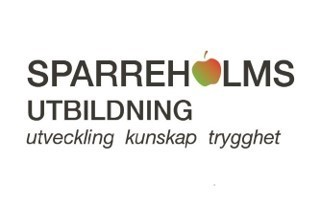 SPARREHOLMS
UTBILDNING
utveckling kunskap trygghet